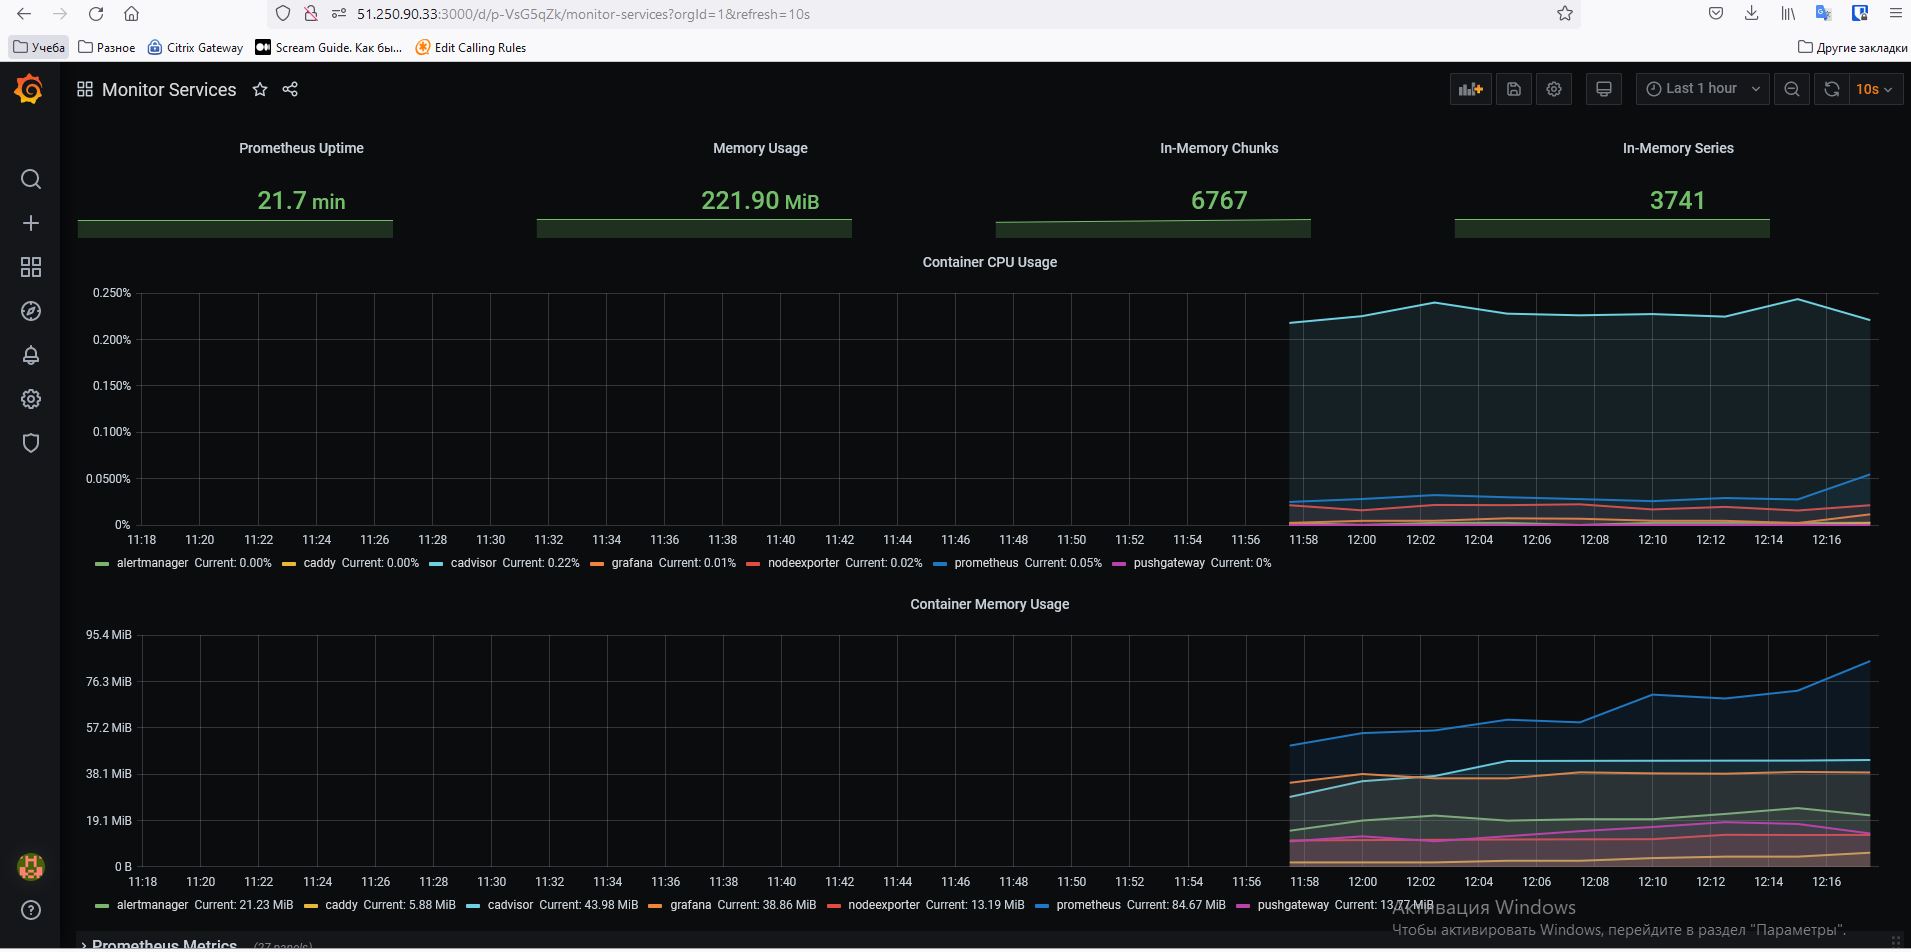 51.250.90.33:3000/d/p-VsG5qZk/monitor-services?orgId=1&refresh=10s
Учеба Разное Citrix Gateway Scream Guide. Как бы... Edit Calling Rules Другие закладки
Monitor Services Last 1 hour 10s
Prometheus Uptime Memory Usage In-Memory Chunks In-Memory Series
21.7 min 221.90 MiB 6767 3741
Container CPU Usage
0.250%
0.200%
0.150%
0.100%
0.0500%
0%
11:18 11:20 11:22 11:24 11:26 11:28 11:30 11:32 11:34 11:36 11:38 11:40 11:42 11:44 11:46 11:48 11:50 11:52 11:54 11:56 11:58 12:00 12:02 12:04 12:06 12:08 12:10 12:12 12:14 12:16
alertmanager Current: 0.00% caddy Current: 0.00% cadvisor Current: 0.22% grafana Current: 0.01% nodeexporter Current: 0.02% prometheus Current: 0.05% pushgateway Current: 0%
Container Memory Usage
95.4 MiB
76.3 MiB
57.2 MiB
38.1 MiB
19.1 MiB
0 B
11:18 11:20 11:22 11:24 11:26 11:28 11:30 11:32 11:34 11:36 11:38 11:40 11:42 11:44 11:46 11:48 11:50 11:52 11:54 11:56 11:58 12:00 12:02 12:04 12:06 12:08 12:10 12:12 12:14 12:16
alertmanager Current: 21.23 MiB caddy Current: 5.88 MiB cadvisor Current: 43.98 MiB grafana Current: 38.86 MiB nodeexporter Current: 13.19 MiB prometheus Current: 84.67 MiB pushgateway Current: 13.77 MiB
Активация Windows
Чтобы активировать Windows, перейдите в раздел "Параметры".
Prometheus Metrics (27 panels)